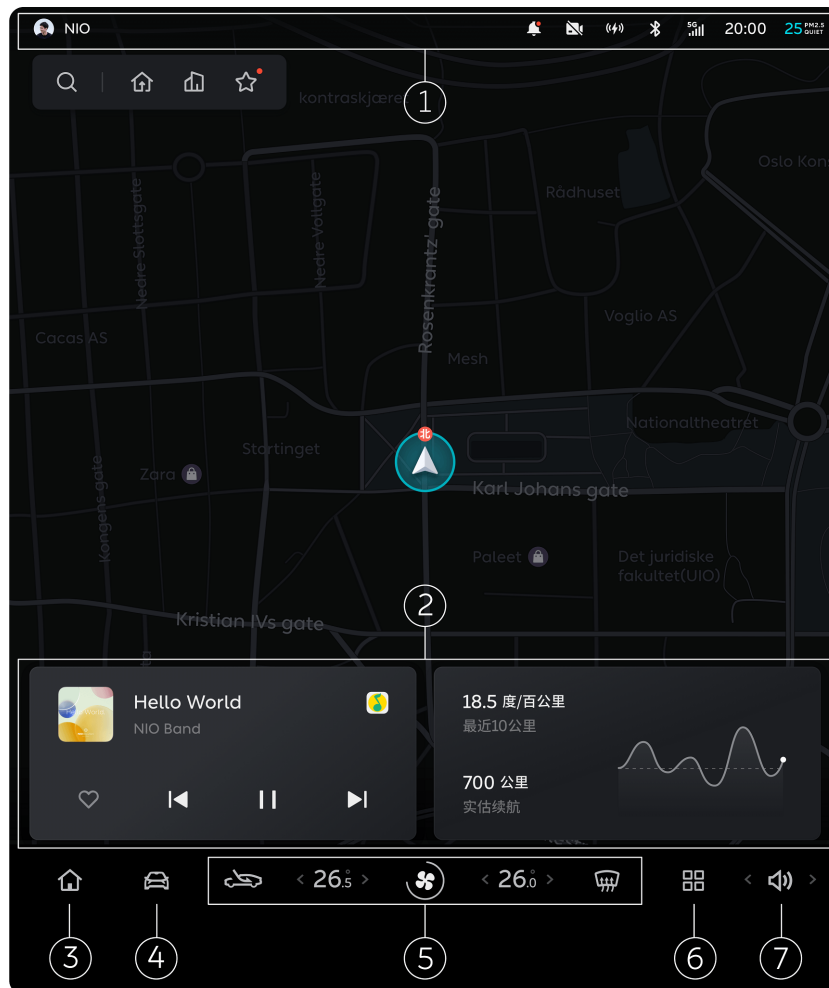 NIO
5G
20:00
25 PM2.5 QUIET
kontraskjære
1
Oslo Kon
Rådhuset
Nedre Slottsgate
Nedre Vollgate
Rosenkrantz' gate
Voglio AS
Cacas AS
Mesh
Nationaltheatret
北
Stortinget
Zara
Karl Johans gate
Kongens gate
Paleet
Det juridiske
fakultet(UIO)
2
Kristian IVs gate
Hello World
NIO Band
18.5 度/百公里
最近10公里
700 公里
实估续航
26.5
26.0
3
4
5
6
7